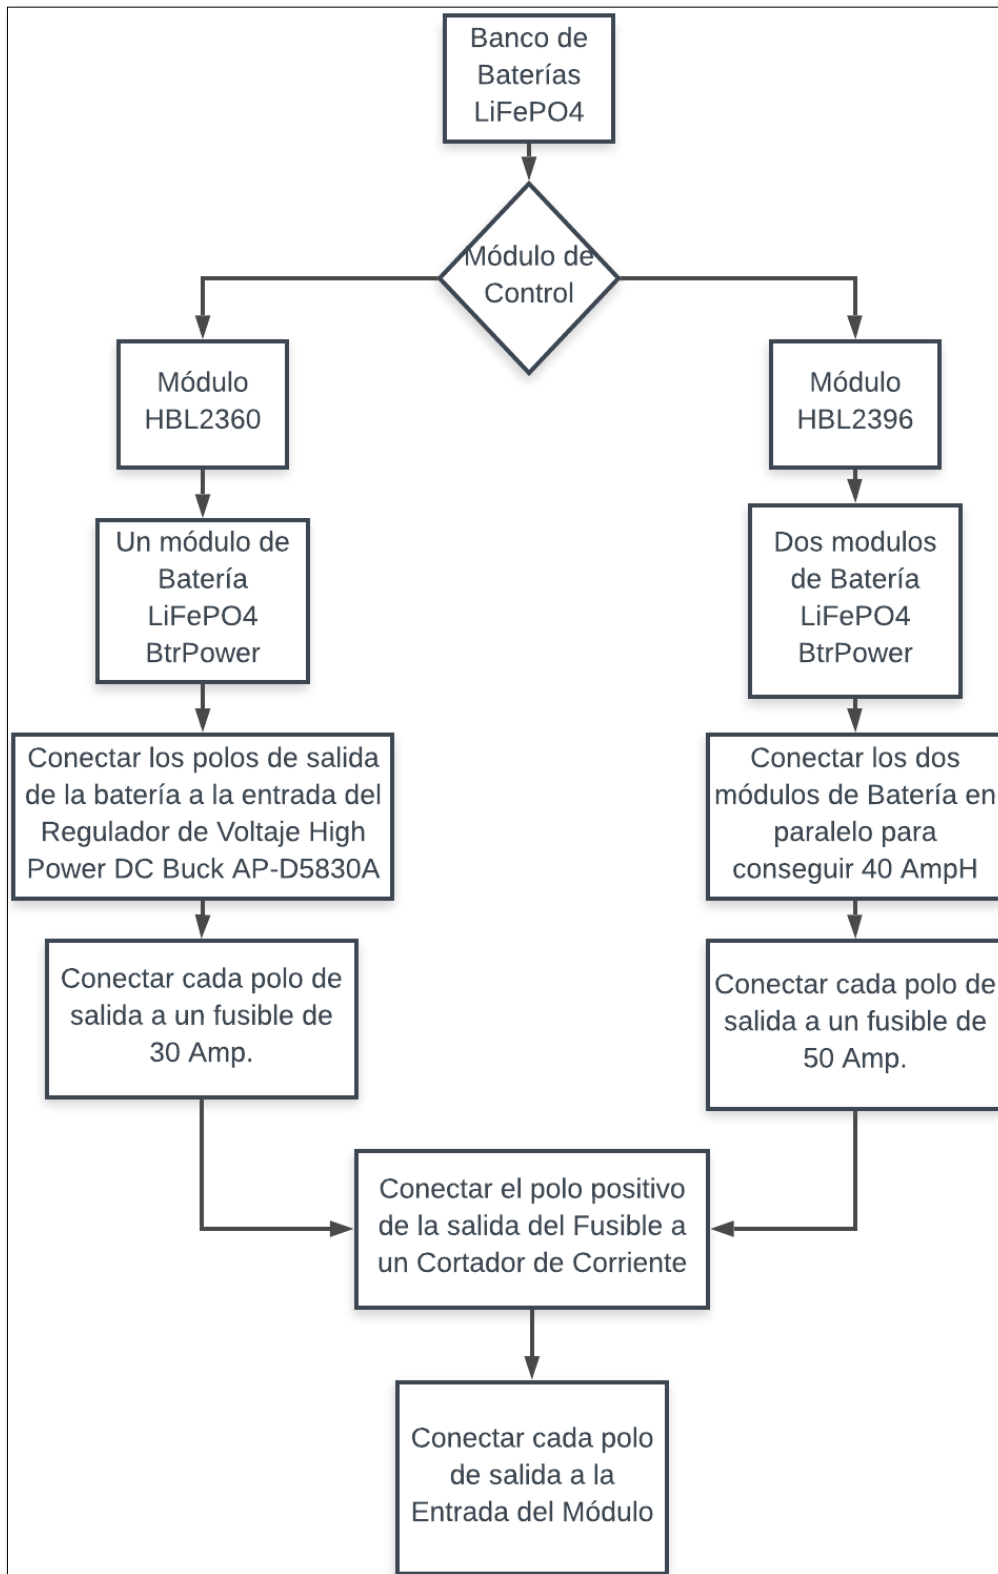 Banco de
Baterías
LiFePO4
Módulo de
Control
Módulo
HBL2360
Módulo
HBL2396
Un módulo de
Batería
LiFePO4
BtrPower
Dos modulos
de Batería
LiFePO4
BtrPower
Conectar los polos de salida
de la batería a la entrada del
Regulador de Voltaje High
Power DC Buck AP-D5830A
Conectar los dos
módulos de Batería en
paralelo para
conseguir 40 AmpH
Conectar cada polo de
salida a un fusible de
30 Amp.
Conectar cada polo de
salida a un fusible de
50 Amp.
Conectar el polo positivo
de la salida del Fusible a
un Cortador de Corriente
Conectar cada polo
de salida a la
Entrada del Módulo